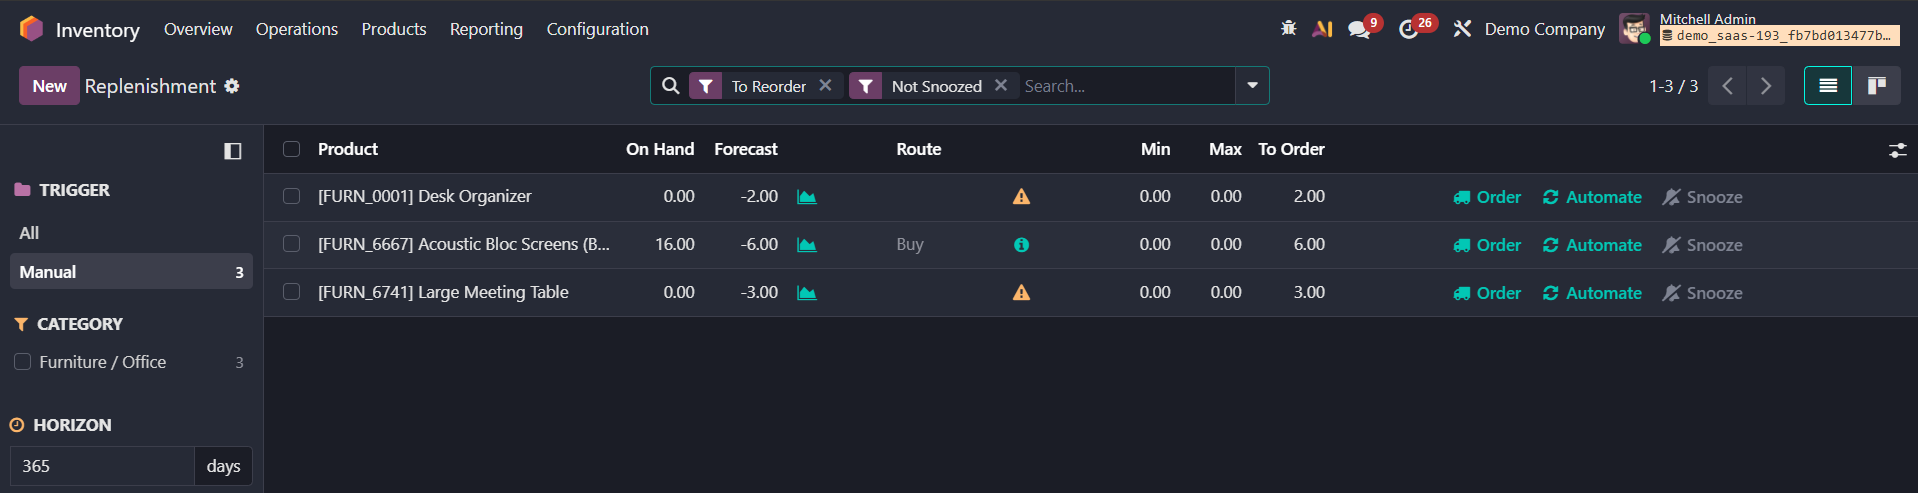 Inventory Overview Operations Products Reporting Configuration AI 9 26 Demo Company Mitchell Admin
demo_saas-193_fb7bd013477b…
New Replenishment To Reorder Not Snoozed Search... 1-3 / 3
Product On Hand Forecast Route Min Max To Order
TRIGGER
All
Manual 3
CATEGORY
Furniture / Office 3
HORIZON
365 days
[FURN_0001] Desk Organizer 0.00 -2.00 0.00 0.00 2.00 Order Automate Snooze
[FURN_6667] Acoustic Bloc Screens (B... 16.00 -6.00 Buy 0.00 0.00 6.00 Order Automate Snooze
[FURN_6741] Large Meeting Table 0.00 -3.00 0.00 0.00 3.00 Order Automate Snooze